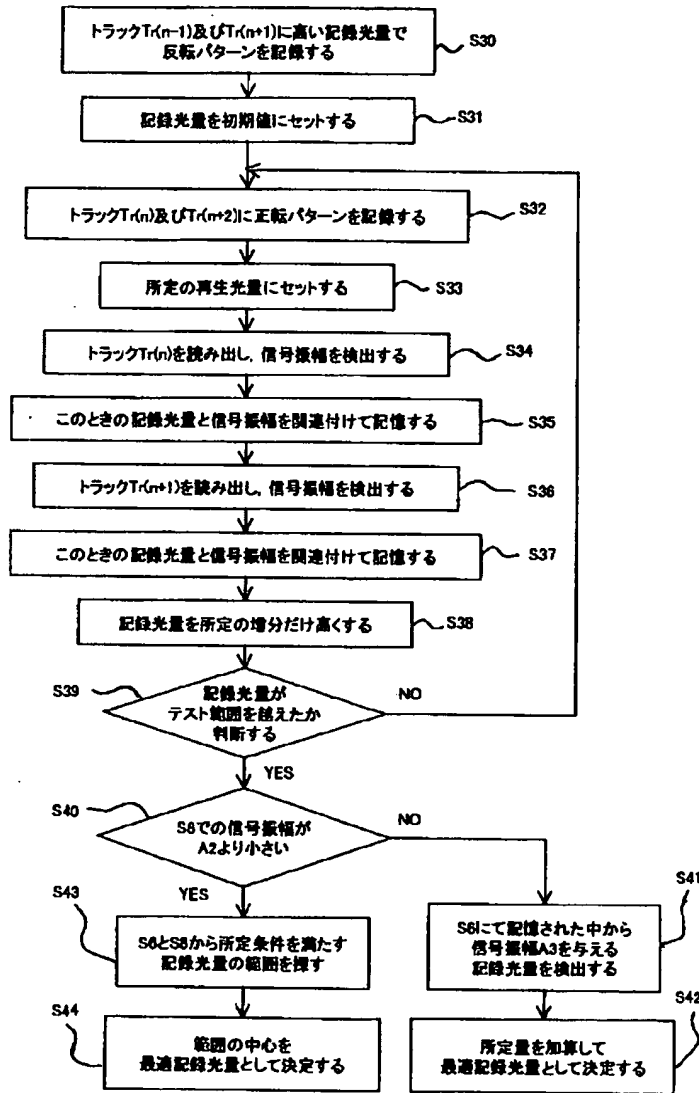 トラックTr(n-1)及びTr(n+1)に高い記録光量で
反転パターンを記録する
S30
記録光量を初期値にセットする
S31
トラックTr(n)及びTr(n+2)に正転パターンを記録する
S32
所定の再生光量にセットする
S33
トラックTr(n)を読み出し、信号振幅を検出する
S34
このときの記録光量と信号振幅を関連付けて記憶する
S35
トラックTr(n+1)を読み出し、信号振幅を検出する
S36
このときの記録光量と信号振幅を関連付けて記憶する
S37
記録光量を所定の増分だけ高くする
S38
S39
記録光量が
テスト範囲を越えたか
判断する
NO
YES
S40
S8での信号振幅が
A2より小さい
NO
YES
S43
S6とS8から所定条件を満たす
記録光量の範囲を探す
S41
S6にて記憶された中から
信号振幅A3を与える
記録光量を検出する
S44
範囲の中心を
最適記録光量として決定する
S42
所定量を加算して
最適記録光量として決定する